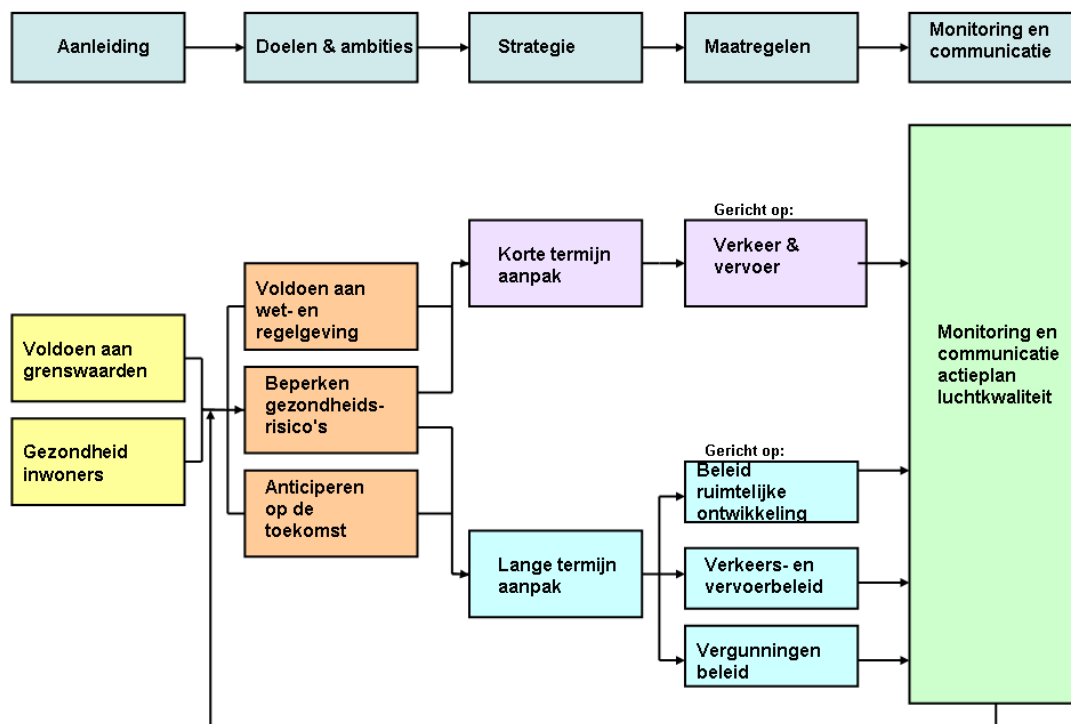 Aanleiding
Doelen & ambities
Strategie
Maatregelen
Monitoring en
communicatie
Voldoen aan
grenswaarden
Gezondheid
inwoners
Voldoen aan
wet- en
regelgeving
Beperken
gezondheids-
risico's
Anticiperen
op de
toekomst
Korte termijn
aanpak
Lange termijn
aanpak
Gericht op:
Verkeer &
vervoer
Gericht op:
Beleid
ruimtelijke
ontwikkeling
Verkeers- en
vervoerbeleid
Vergunningen
beleid
Monitoring en
communicatie
actieplan
luchtkwaliteit